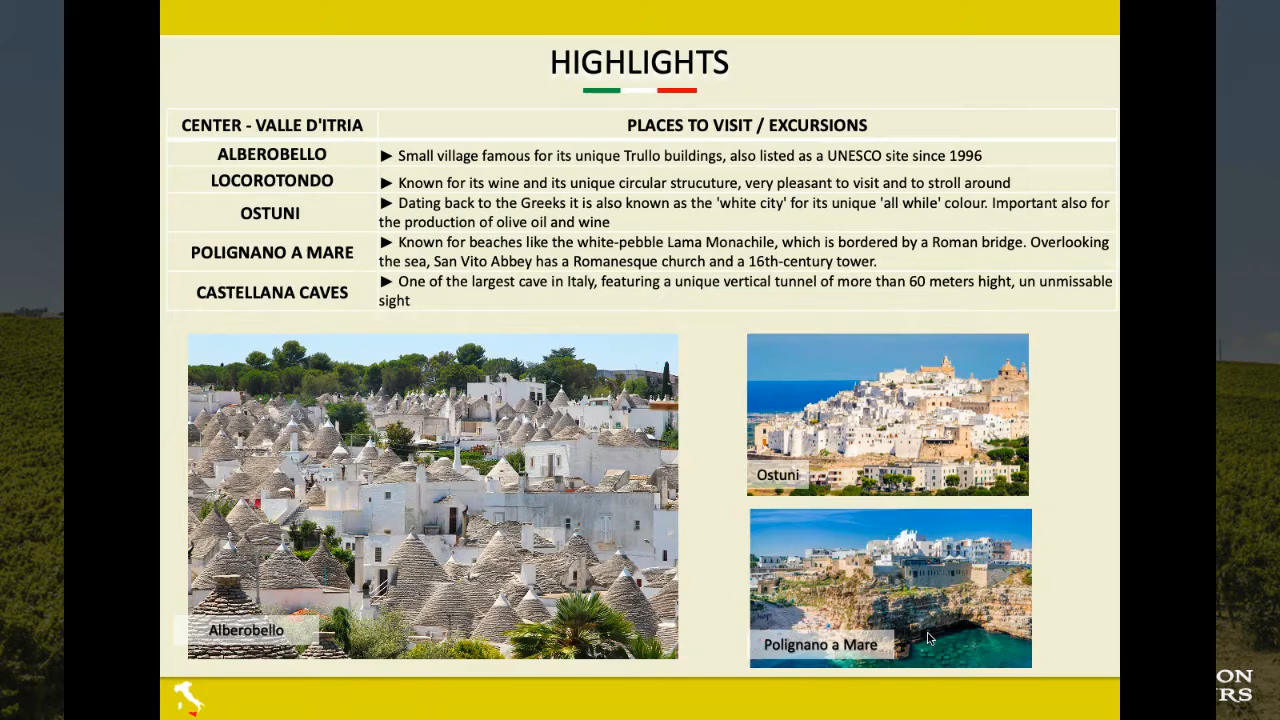 HIGHLIGHTS
CENTER - VALLE D'ITRIA
PLACES TO VISIT / EXCURSIONS
ALBEROBELLO
► Small village famous for its unique Trullo buildings, also listed as a UNESCO site since 1996
LOCOROTONDO
► Known for its wine and its unique circular strucuture, very pleasant to visit and to stroll around
OSTUNI
► Dating back to the Greeks it is also known as the 'white city' for its unique 'all while' colour. Important also for
the production of olive oil and wine
POLIGNANO A MARE
► Known for beaches like the white-pebble Lama Monachile, which is bordered by a Roman bridge. Overlooking
the sea, San Vito Abbey has a Romanesque church and a 16th-century tower.
CASTELLANA CAVES
► One of the largest cave in Italy, featuring a unique vertical tunnel of more than 60 meters hight, un unmissable
sight
Ostuni
Alberobello
Polignano a Mare
ON
RS